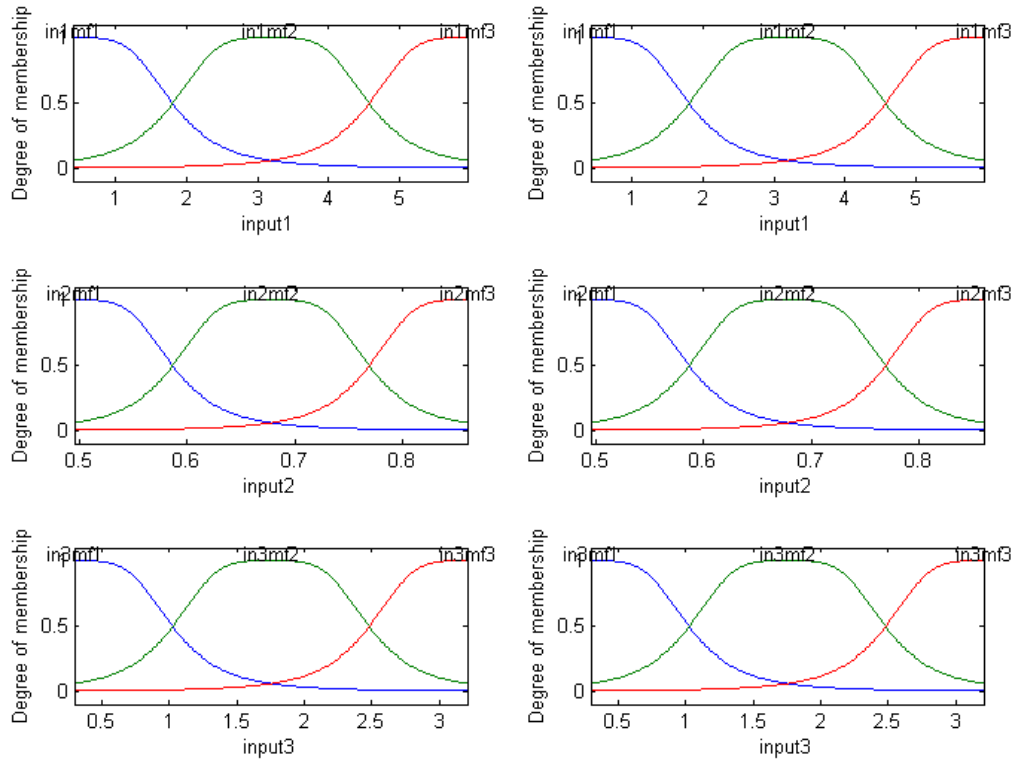 in1mf1 in1mf2 in1mf3
Degree of membership
1
0.5
0
1 2 3 4 5
input1
in1mf1 in1mf2 in1mf3
Degree of membership
1
0.5
0
1 2 3 4 5
input1
in2mf1 in2mf2 in2mf3
Degree of membership
1
0.5
0
0.5 0.6 0.7 0.8
input2
in2mf1 in2mf2 in2mf3
Degree of membership
1
0.5
0
0.5 0.6 0.7 0.8
input2
in3mf1 in3mf2 in3mf3
Degree of membership
1
0.5
0
0.5 1 1.5 2 2.5 3
input3
in3mf1 in3mf2 in3mf3
Degree of membership
1
0.5
0
0.5 1 1.5 2 2.5 3
input3